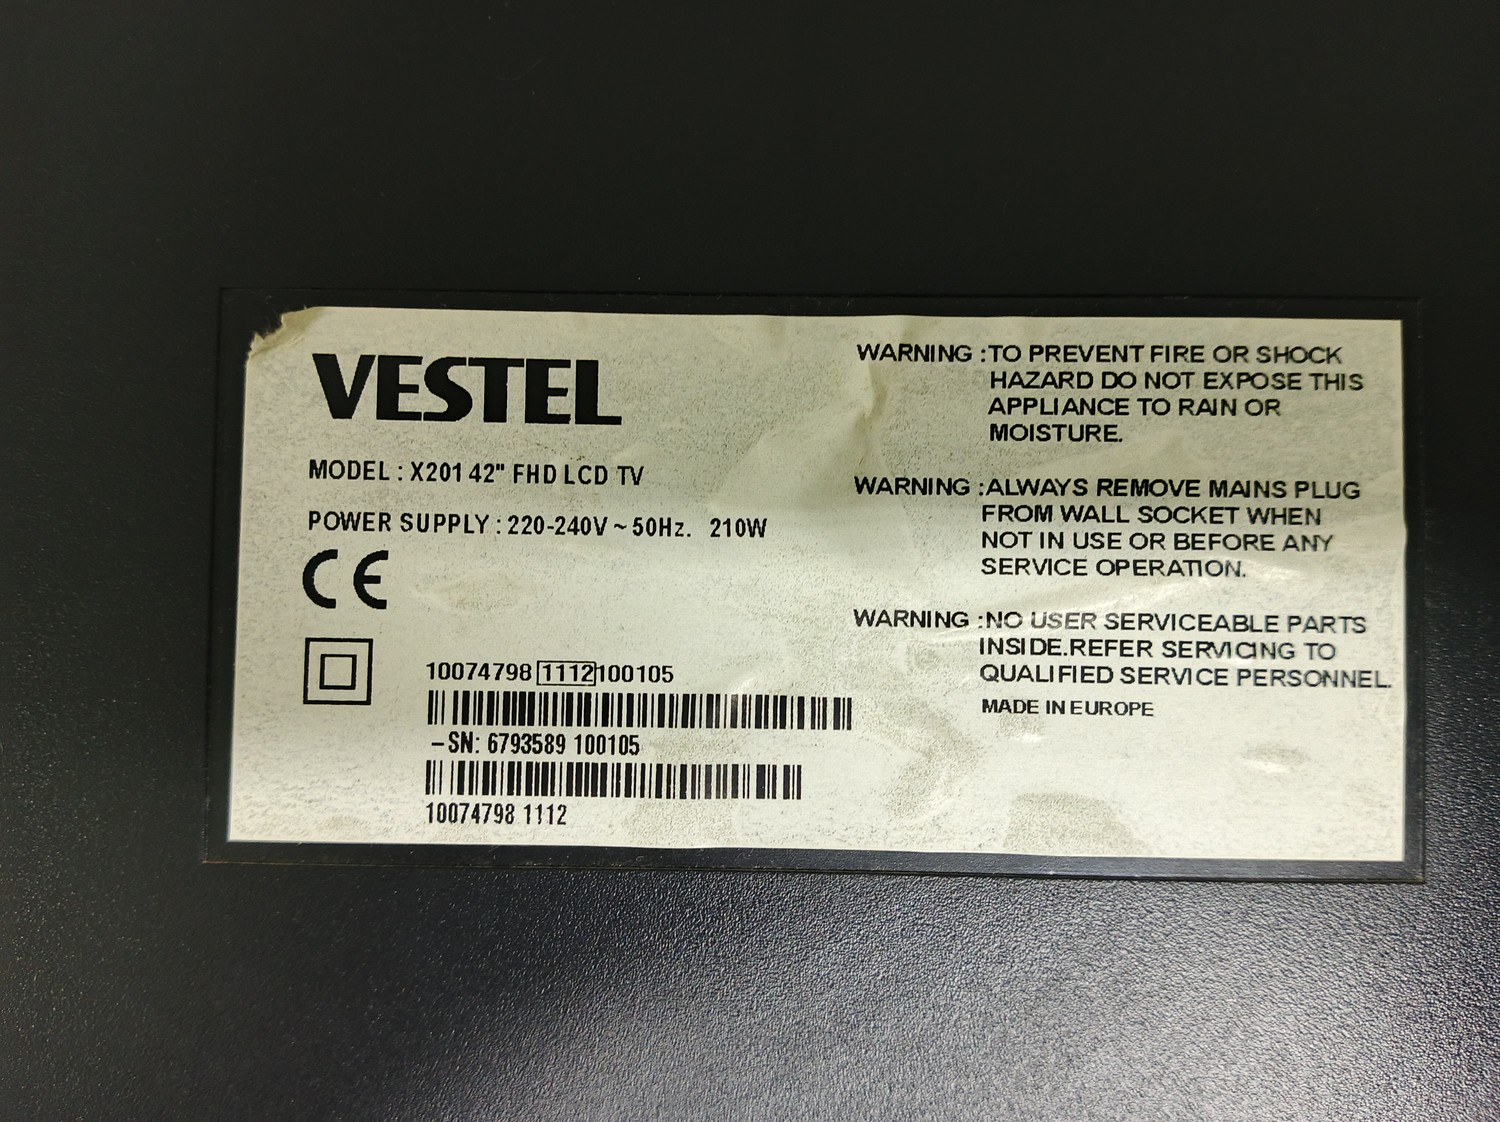 VESTEL
MODEL : X201 42" FHD LCD TV
POWER SUPPLY : 220-240V ~ 50Hz. 210W
CE
10074798 1112 100105
-SN: 6793589 100105
10074798 1112
WARNING :TO PREVENT FIRE OR SHOCK
HAZARD DO NOT EXPOSE THIS
APPLIANCE TO RAIN OR
MOISTURE.
WARNING :ALWAYS REMOVE MAINS PLUG
FROM WALL SOCKET WHEN
NOT IN USE OR BEFORE ANY
SERVICE OPERATION.
WARNING :NO USER SERVICEABLE PARTS
INSIDE.REFER SERVICING TO
QUALIFIED SERVICE PERSONNEL.
MADE IN EUROPE